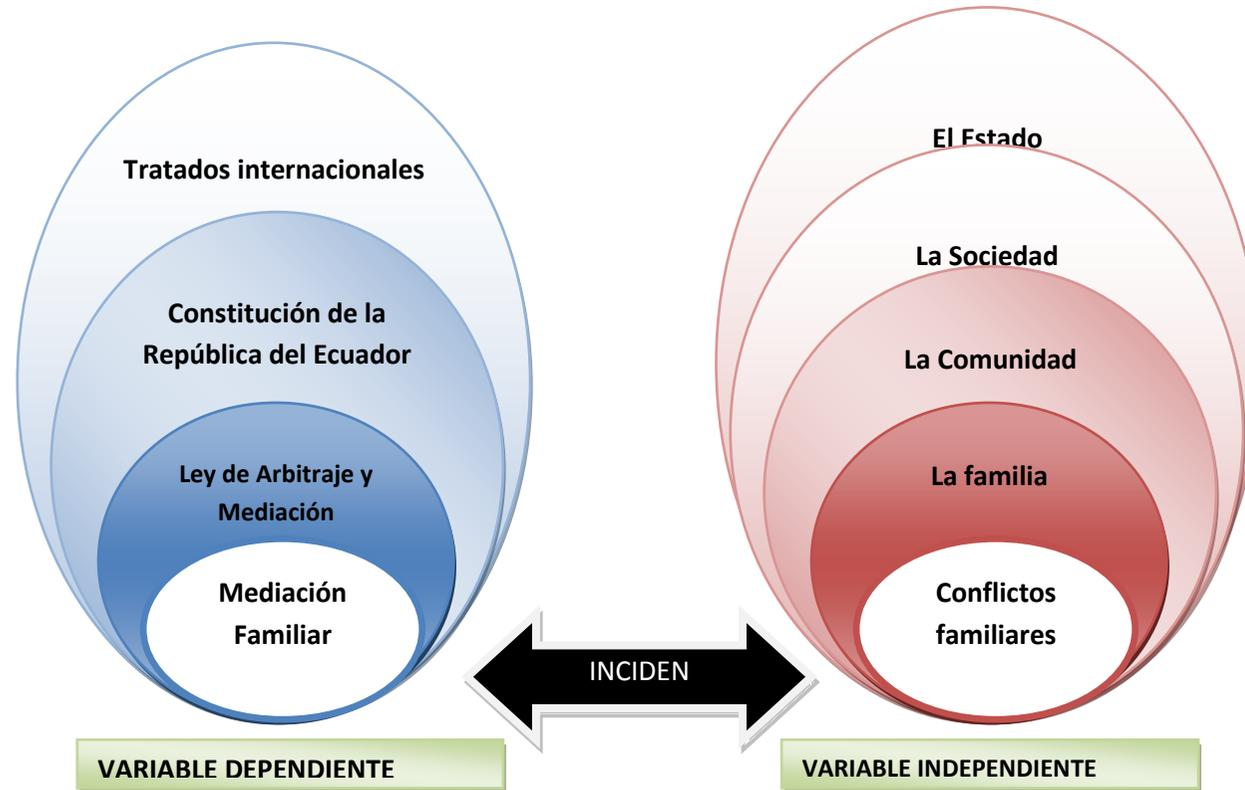 Tratados internacionales
Constitución de la
República del Ecuador
Ley de Arbitraje y
Mediación
Mediación
Familiar
VARIABLE DEPENDIENTE
INCIDEN
El Estado
La Sociedad
La Comunidad
La familia
Conflictos
familiares
VARIABLE INDEPENDIENTE